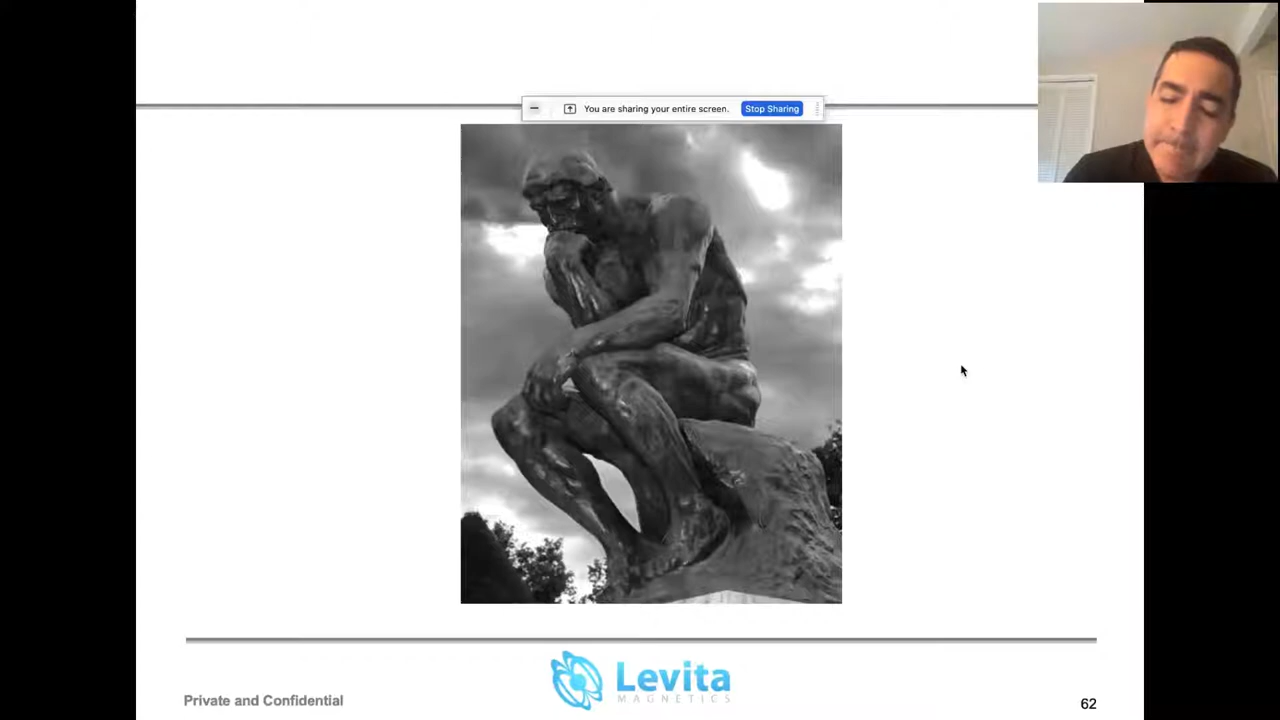 You are sharing your entire screen. Stop Sharing
Levita
MAGNETICS
Private and Confidential
62